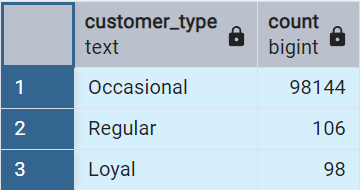 customer_type count
text bigint
1 Occasional 98144
2 Regular 106
3 Loyal 98